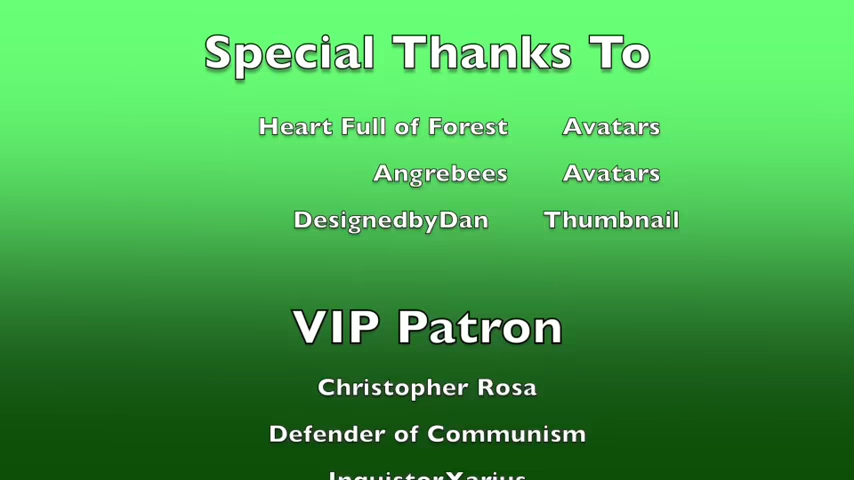 Special Thanks To
Heart Full of Forest Avatars
Angrebees Avatars
DesignedbyDan Thumbnail
VIP Patron
Christopher Rosa
Defender of Communism
InquistorXarius